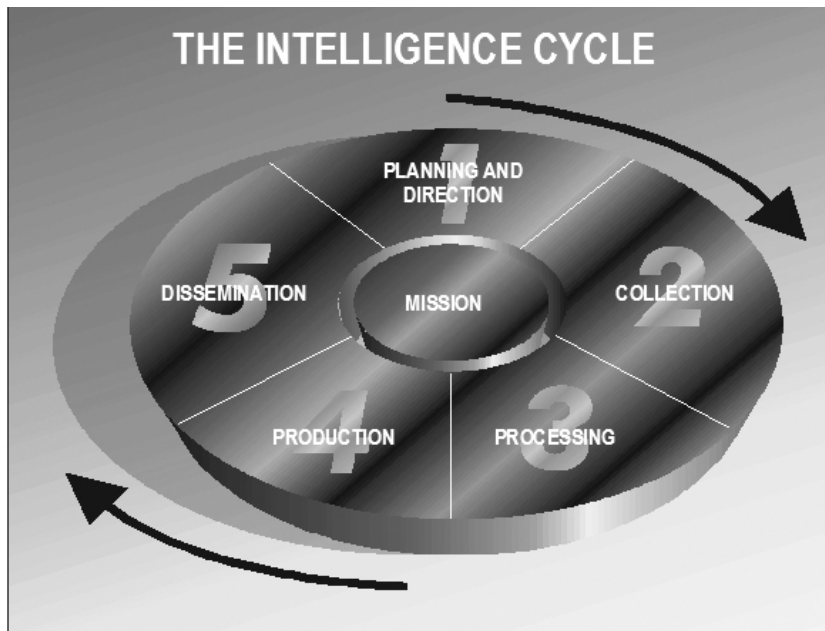 THE INTELLIGENCE CYCLE
1
PLANNING AND
DIRECTION
2
COLLECTION
3
PROCESSING
4
PRODUCTION
5
DISSEMINATION
MISSION